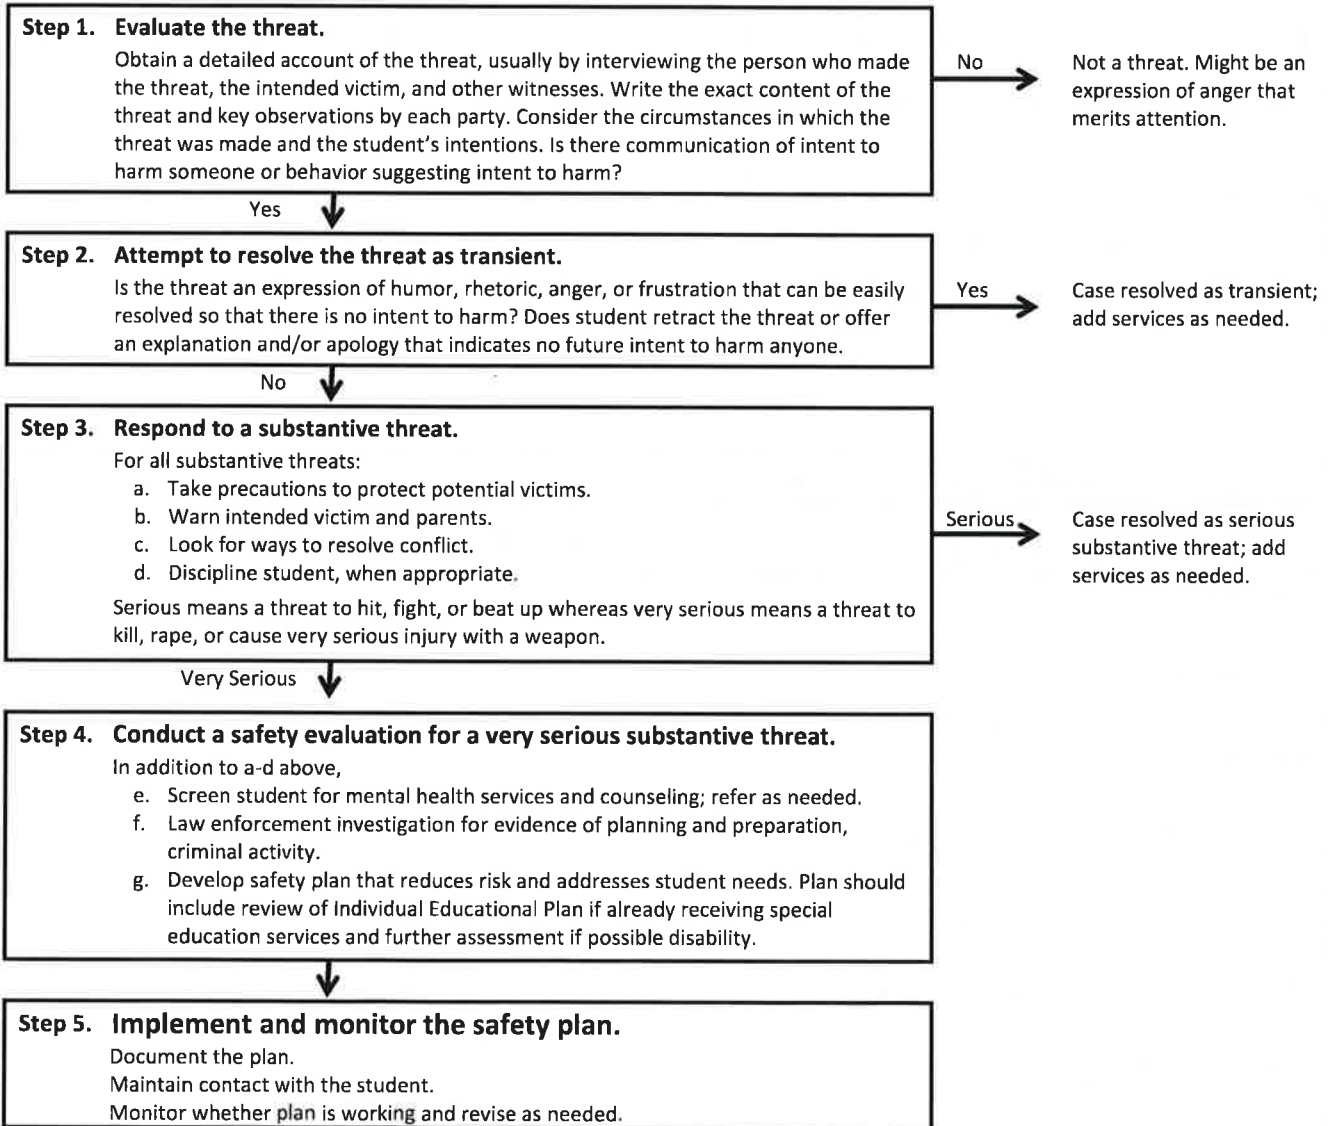 Step 1. Evaluate the threat.
Obtain a detailed account of the threat, usually by interviewing the person who made
the threat, the intended victim, and other witnesses. Write the exact content of the
threat and key observations by each party. Consider the circumstances in which the
threat was made and the student's intentions. Is there communication of intent to
harm someone or behavior suggesting intent to harm?
No
Not a threat. Might be an
expression of anger that
merits attention.
Yes
Step 2. Attempt to resolve the threat as transient.
Is the threat an expression of humor, rhetoric, anger, or frustration that can be easily
resolved so that there is no intent to harm? Does student retract the threat or offer
an explanation and/or apology that indicates no future intent to harm anyone.
Yes
Case resolved as transient;
add services as needed.
No
Step 3. Respond to a substantive threat.
For all substantive threats:
a. Take precautions to protect potential victims.
b. Warn intended victim and parents.
c. Look for ways to resolve conflict.
d. Discipline student, when appropriate.
Serious means a threat to hit, fight, or beat up whereas very serious means a threat to
kill, rape, or cause very serious injury with a weapon.
Serious
Case resolved as serious
substantive threat; add
services as needed.
Very Serious
Step 4. Conduct a safety evaluation for a very serious substantive threat.
In addition to a-d above,
e. Screen student for mental health services and counseling; refer as needed.
f. Law enforcement investigation for evidence of planning and preparation,
criminal activity.
g. Develop safety plan that reduces risk and addresses student needs. Plan should
include review of Individual Educational Plan if already receiving special
education services and further assessment if possible disability.
Step 5. Implement and monitor the safety plan.
Document the plan.
Maintain contact with the student.
Monitor whether plan is working and revise as needed.